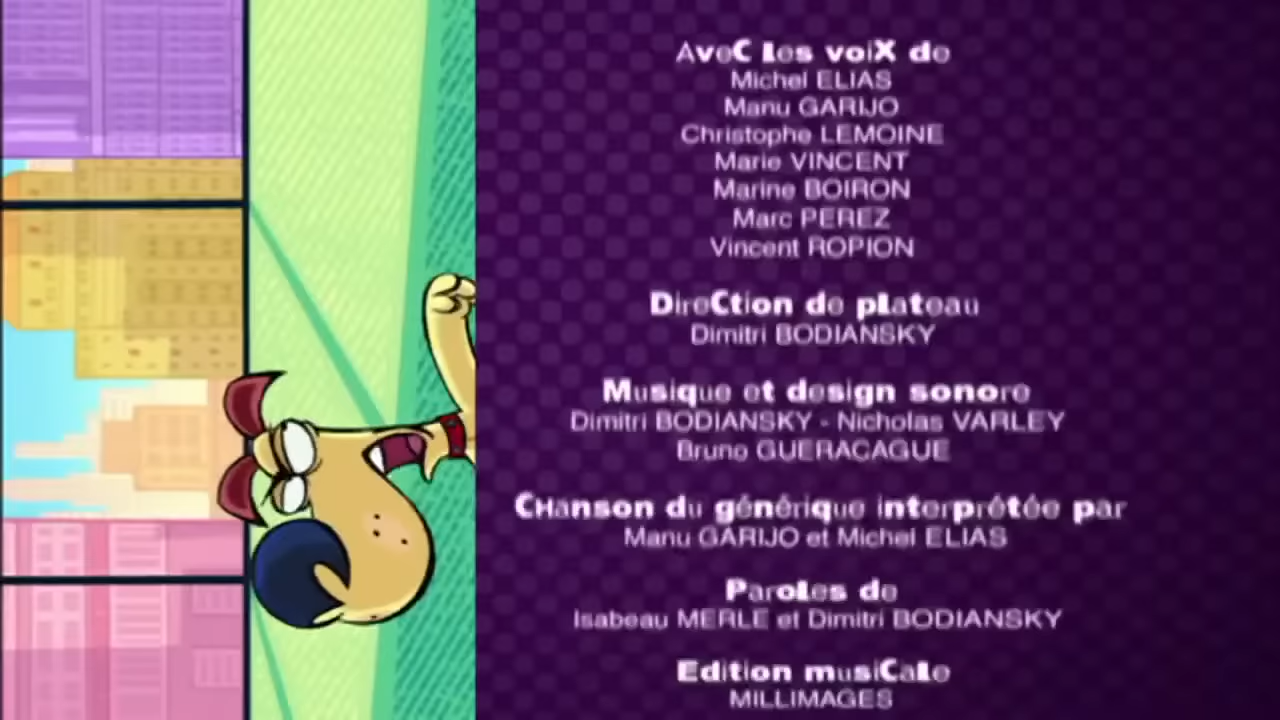 AveC Les voiX de
Michel ELIAS
Manu GARIJO
Christophe LEMOINE
Marie VINCENT
Marine BOIRON
Marc PEREZ
Vincent ROPION
DireCtion de pLateau
Dimitri BODIANSKY
Musique et design sonore
Dimitri BODIANSKY - Nicholas VARLEY
Bruno GUERACAGUE
CHanson du générique interprétée par
Manu GARIJO et Michel ELIAS
ParoLes de
Isabeau MERLE et Dimitri BODIANSKY
Edition musiCaLe
MILLIMAGES